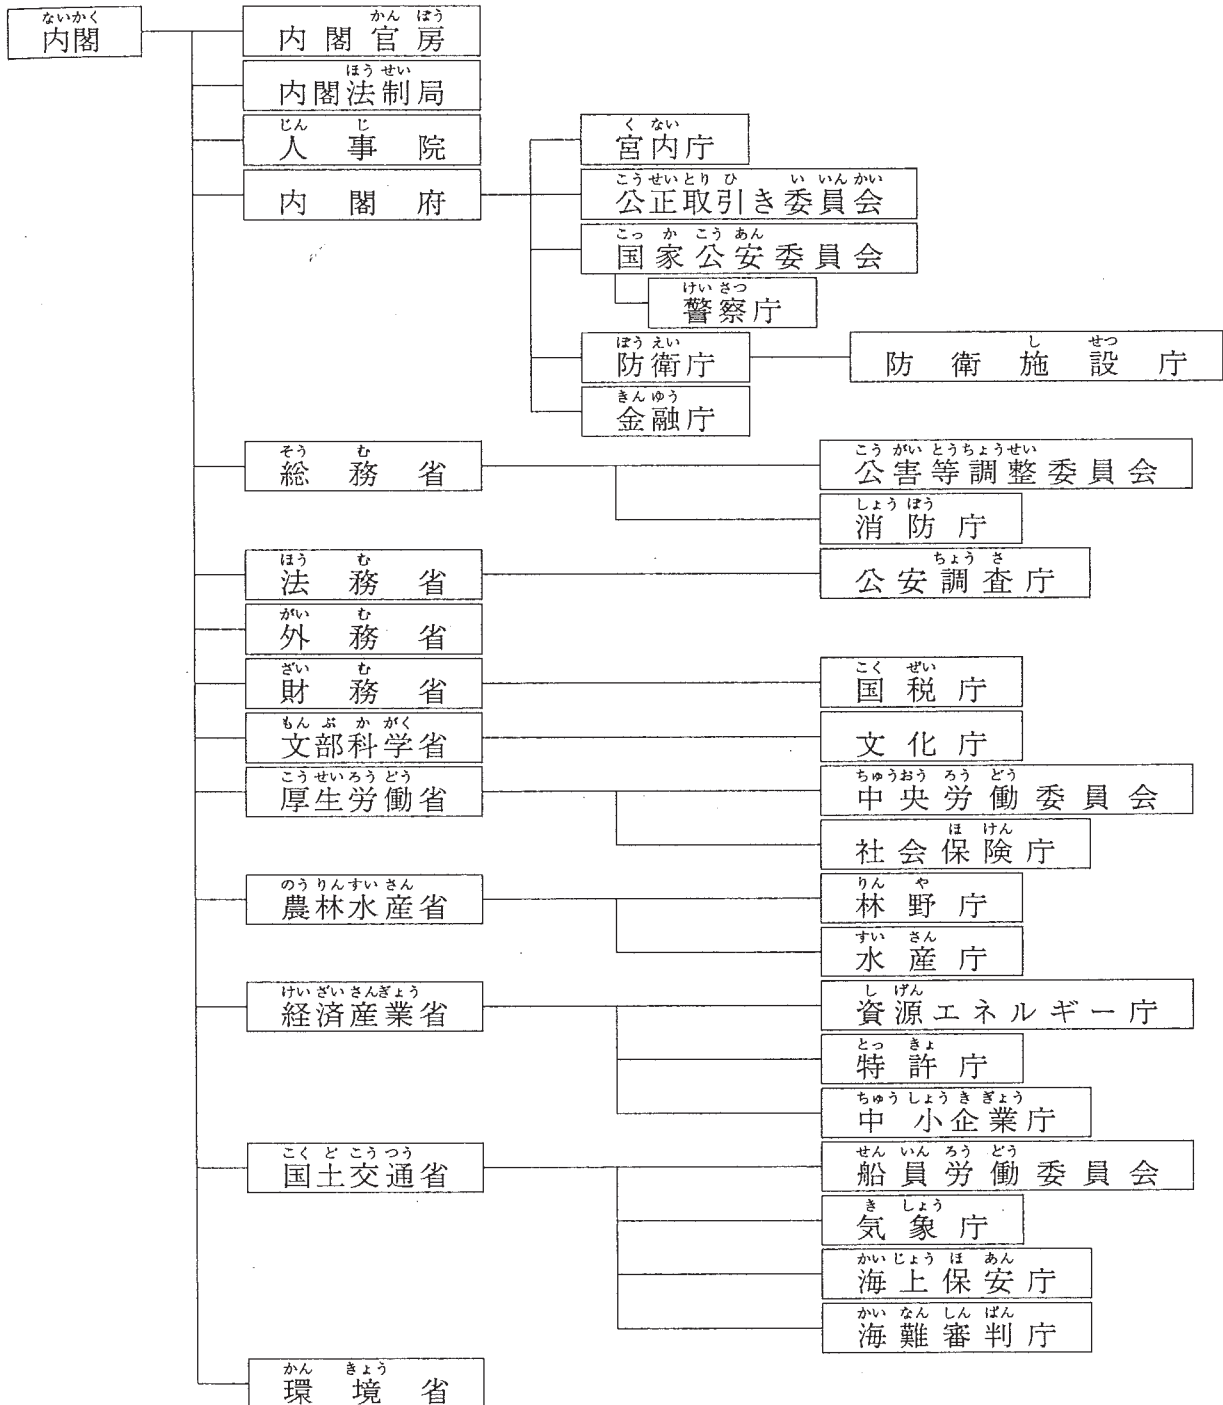 ないかく
内閣
かんぼう
内閣官房
ほうせい
内閣法制局
じんじ
人事院
内閣府
くない
宮内庁
こうせいとりひいいんかい
公正取引き委員会
こっかこうあん
国家公安委員会
けいさつ
警察庁
ぼうえい
防衛庁
しせつ
防衛施設庁
きんゆう
金融庁
そうむ
総務省
こうがいとうちょうせい
公害等調整委員会
しょうぼう
消防庁
ほうむ
法務省
ちょうさ
公安調査庁
がいむ
外務省
ざいむ
財務省
こくぜい
国税庁
もんぶかがく
文部科学省
文化庁
こうせいろうどう
厚生労働省
ちゅうおうろうどう
中央労働委員会
ほけん
社会保険庁
のうりんすいさん
農林水産省
りんや
林野庁
すいさん
水産庁
けいざいさんぎょう
経済産業省
しげん
資源エネルギー庁
とっきょ
特許庁
ちゅうしょうきぎょう
中小企業庁
こくどこうつう
国土交通省
せんいんろうどう
船員労働委員会
きしょう
気象庁
かいじょうほあん
海上保安庁
かいなんしんぱん
海難審判庁
かんきょう
環境省